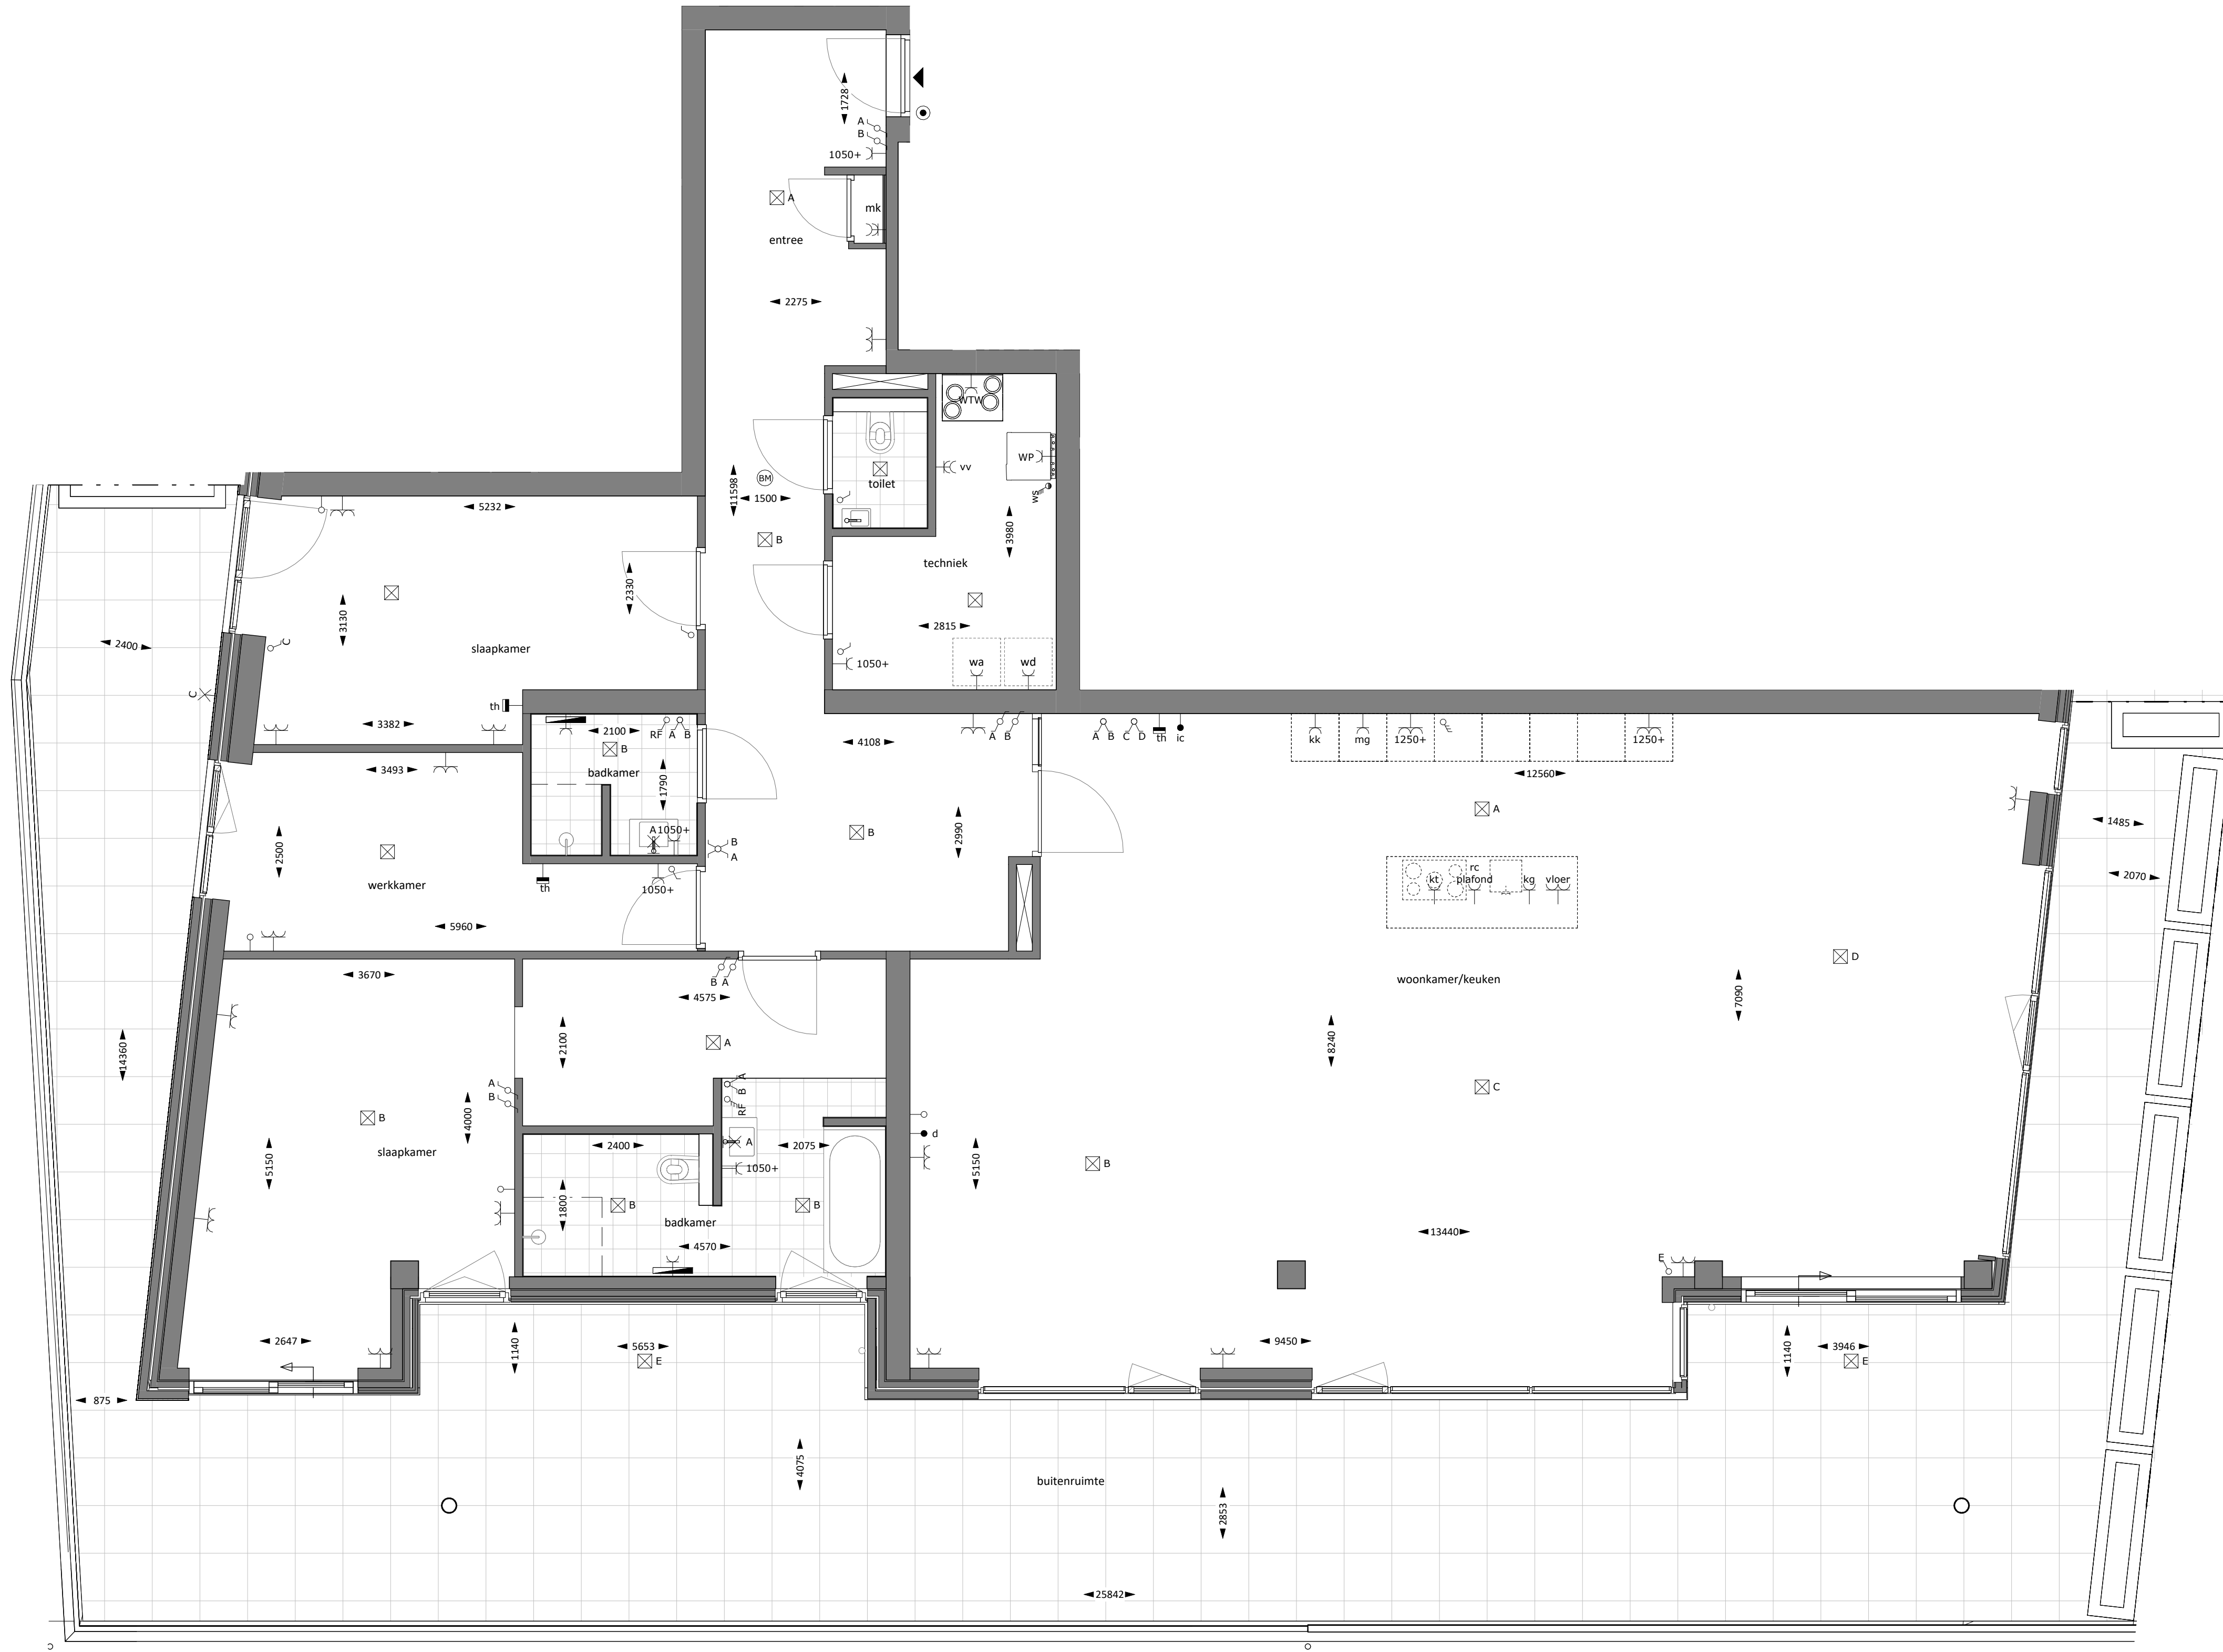 1728
A
B
1050+
A
mk
entree
2275
WTW
WP
vv
ws
BM
11598
1500
toilet
3980
B
techniek
2815
1050+
wa
wd
5232
2330
3130
slaapkamer
C
C
2400
th
3382
2100
RF A B
B
badkamer
1790
A 1050+
4108
A B
A B C D th ic
kk
mg
1250+
1250+
12560
A
3493
2500
werkkamer
th
1050+
B
A
B
2990
5960
1485
2070
rc
kt
plafond
kg
vloer
D
woonkamer/keuken
7090
8240
C
3670
B A
4575
2100
A
14360
A
B
4000
B
slaapkamer
5150
A
B
RF
A
2400
2075
1050+
1800
B
B
badkamer
4570
d
5150
B
13440
E
2647
1140
5653
E
9450
1140
3946
E
875
4075
buitenruimte
2853
25842